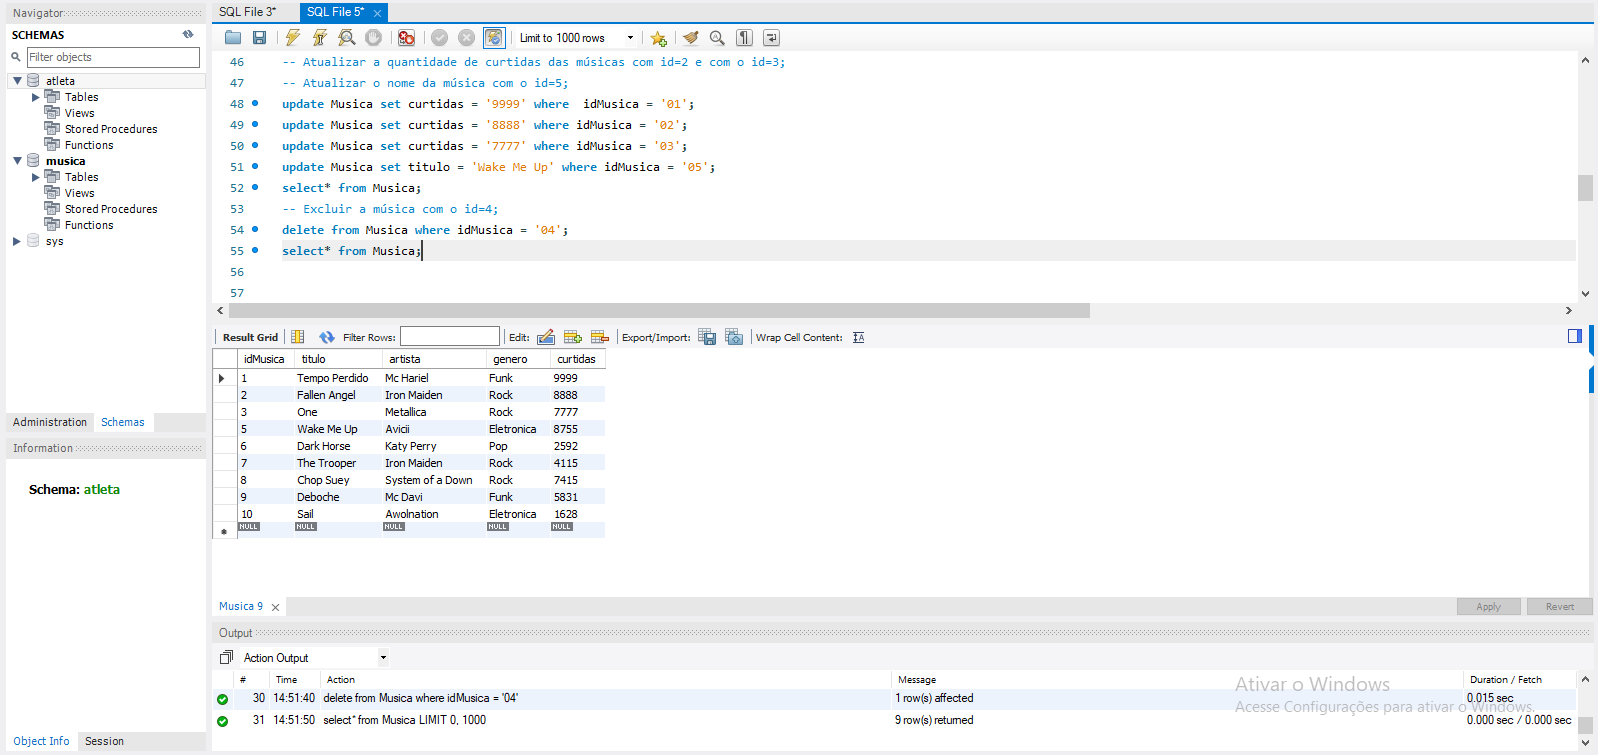 Navigator
SCHEMAS
Filter objects
atleta
Tables
Views
Stored Procedures
Functions
musica
Tables
Views
Stored Procedures
Functions
sys
Administration Schemas
Information
Schema: atleta
Object Info Session
SQL File 3* SQL File 5*
Limit to 1000 rows
46 -- Atualizar a quantidade de curtidas das músicas com id=2 e com o id=3;
47 -- Atualizar o nome da música com o id=5;
48 update Musica set curtidas = '9999' where  idMusica = '01';
49 update Musica set curtidas = '8888' where idMusica = '02';
50 update Musica set curtidas = '7777' where idMusica = '03';
51 update Musica set titulo = 'Wake Me Up' where idMusica = '05';
52 select* from Musica;
53 -- Excluir a música com o id=4;
54 delete from Musica where idMusica = '04';
55 select* from Musica;
56
57
Result Grid Filter Rows: Edit: Export/Import: Wrap Cell Content:
idMusica titulo artista genero curtidas
1 Tempo Perdido Mc Hariel Funk 9999
2 Fallen Angel Iron Maiden Rock 8888
3 One Metallica Rock 7777
5 Wake Me Up Avicii Eletronica 8755
6 Dark Horse Katy Perry Pop 2592
7 The Trooper Iron Maiden Rock 4115
8 Chop Suey System of a Down Rock 7415
9 Deboche Mc Davi Funk 5831
10 Sail Awolnation Eletronica 1628
NULL NULL NULL NULL NULL
Musica 9 Apply Revert
Output
Action Output
# Time Action Message Duration / Fetch
30 14:51:40 delete from Musica where idMusica = '04' 1 row(s) affected 0.015 sec
31 14:51:50 select* from Musica LIMIT 0, 1000 9 row(s) returned 0.000 sec / 0.000 sec
Ativar o Windows
Acesse Configurações para ativar o Windows.